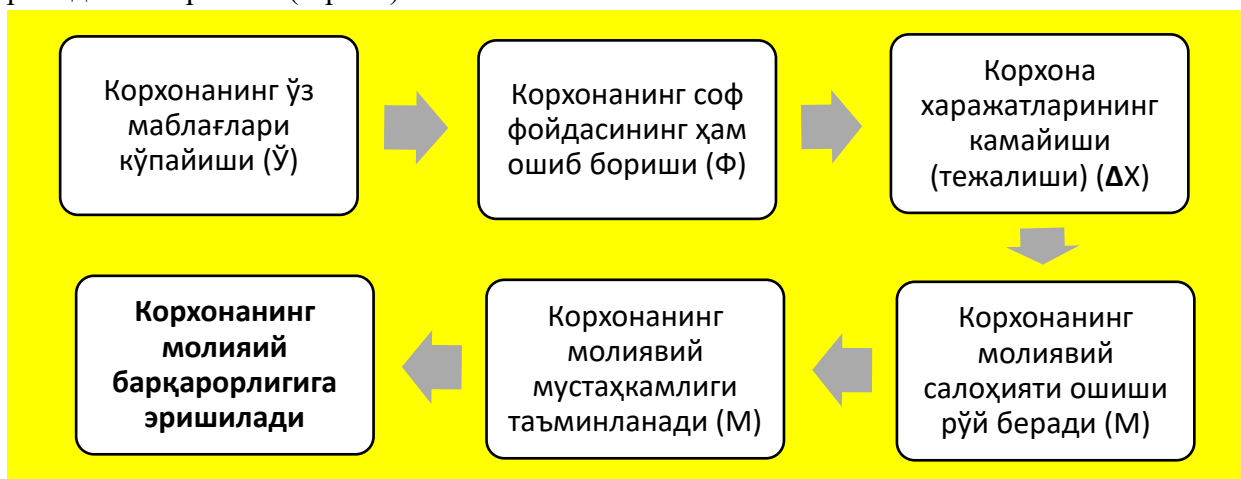 Корхонанинг ўз
маблағлари
кўпайиши (Ў)
Корхонанинг соф
фойдасининг ҳам
ошиб бориши (Ф)
Корхона
харажатларининг
камайиши
(тежалиши) (ΔХ)
Корхонанинг
молиявий
салоҳияти ошиши
рўй беради (М)
Корхонанинг
молиявий
мустаҳкамлиги
таъминланади (М)
Корхонанинг
молияий
барқарорлигига
эришилади